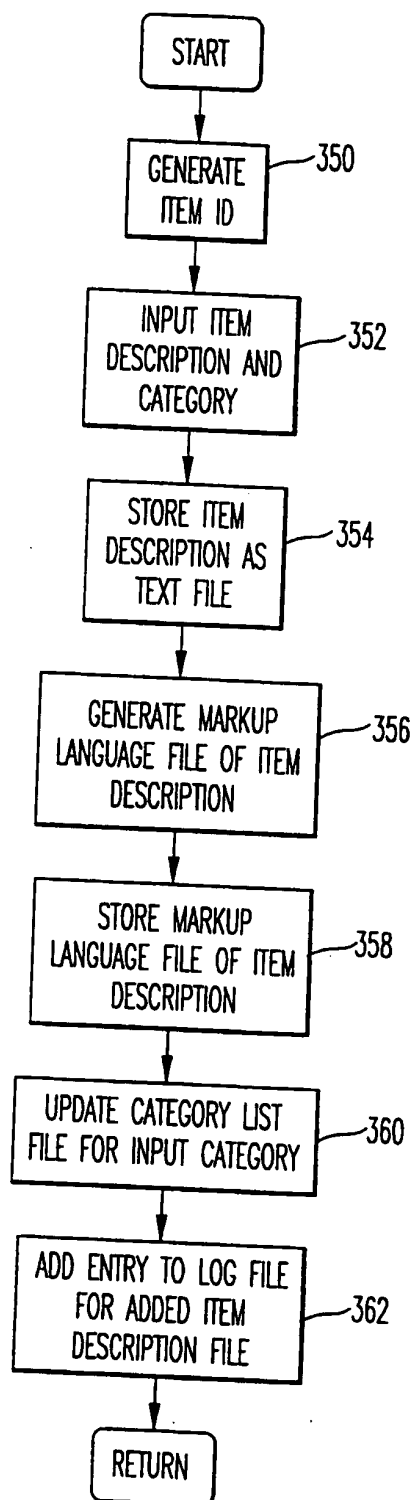 START
350
GENERATE
ITEM ID
INPUT ITEM
DESCRIPTION AND
CATEGORY
352
STORE ITEM
DESCRIPTION AS
TEXT FILE
354
GENERATE MARKUP
LANGUAGE FILE OF ITEM
DESCRIPTION
356
STORE MARKUP
LANGUAGE FILE OF ITEM
DESCRIPTION
358
UPDATE CATEGORY LIST
FILE FOR INPUT CATEGORY
360
ADD ENTRY TO LOG FILE
FOR ADDED ITEM
DESCRIPTION FILE
362
RETURN